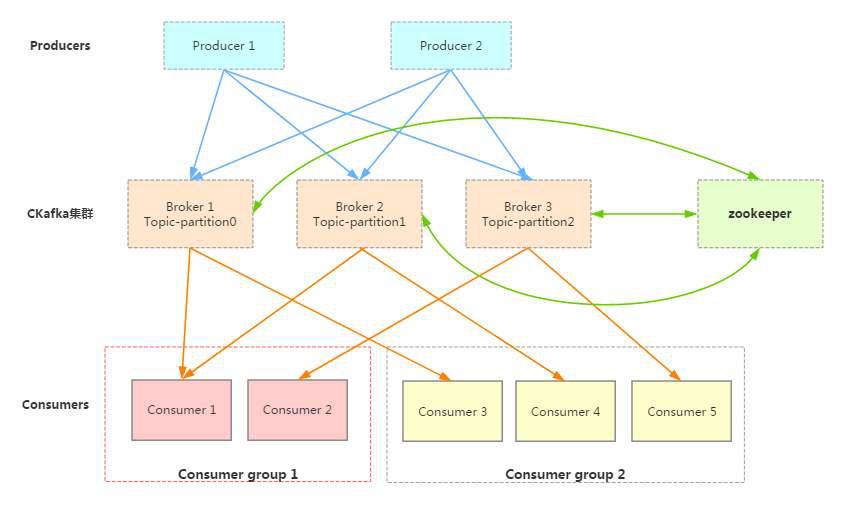 Producers
Producer 1
Producer 2
CKafka集群
Broker 1
Topic-partition0
Broker 2
Topic-partition1
Broker 3
Topic-partition2
zookeeper
Consumers
Consumer 1
Consumer 2
Consumer 3
Consumer 4
Consumer 5
Consumer group 1
Consumer group 2